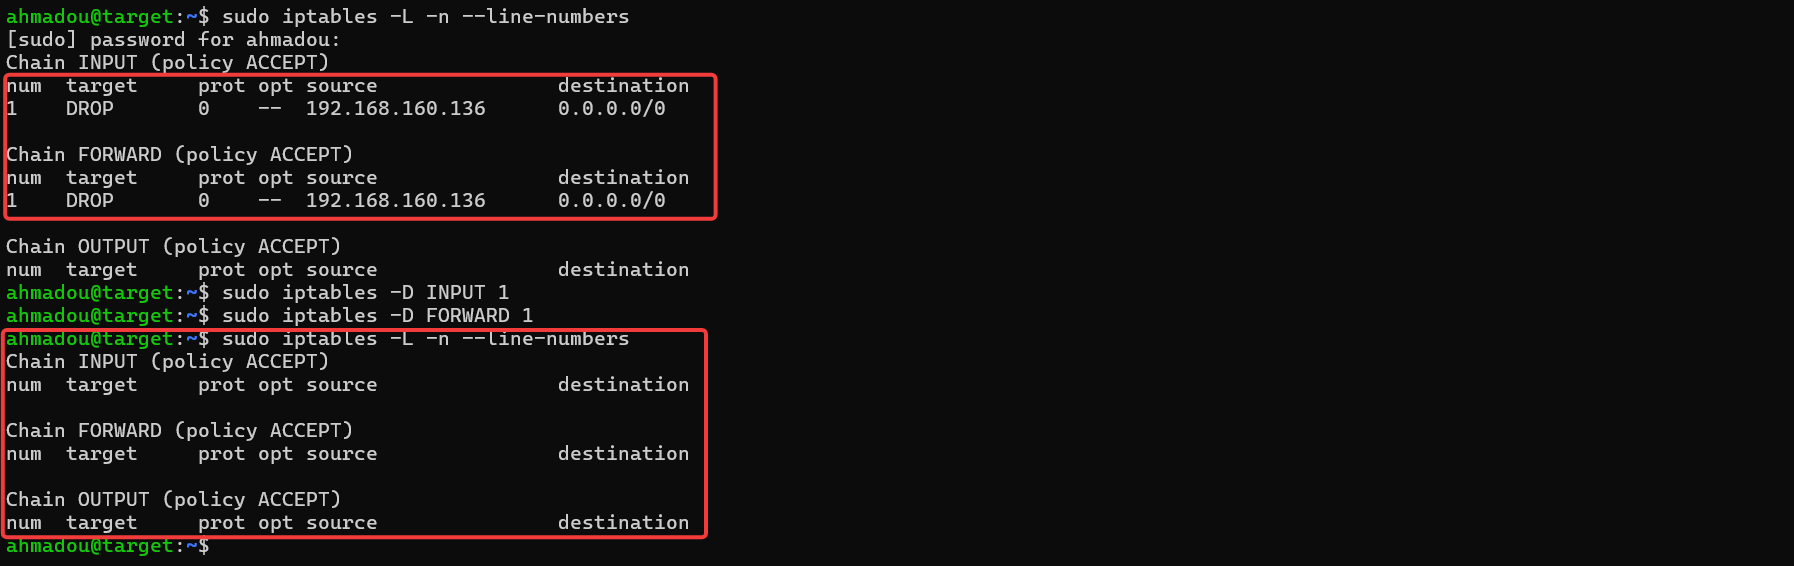 ahmadou@target:~$ sudo iptables -L -n --line-numbers
[sudo] password for ahmadou:
Chain INPUT (policy ACCEPT)
num  target     prot opt source               destination
1    DROP       0    --  192.168.160.136      0.0.0.0/0
Chain FORWARD (policy ACCEPT)
num  target     prot opt source               destination
1    DROP       0    --  192.168.160.136      0.0.0.0/0
Chain OUTPUT (policy ACCEPT)
num  target     prot opt source               destination
ahmadou@target:~$ sudo iptables -D INPUT 1
ahmadou@target:~$ sudo iptables -D FORWARD 1
ahmadou@target:~$ sudo iptables -L -n --line-numbers
Chain INPUT (policy ACCEPT)
num  target     prot opt source               destination
Chain FORWARD (policy ACCEPT)
num  target     prot opt source               destination
Chain OUTPUT (policy ACCEPT)
num  target     prot opt source               destination
ahmadou@target:~$